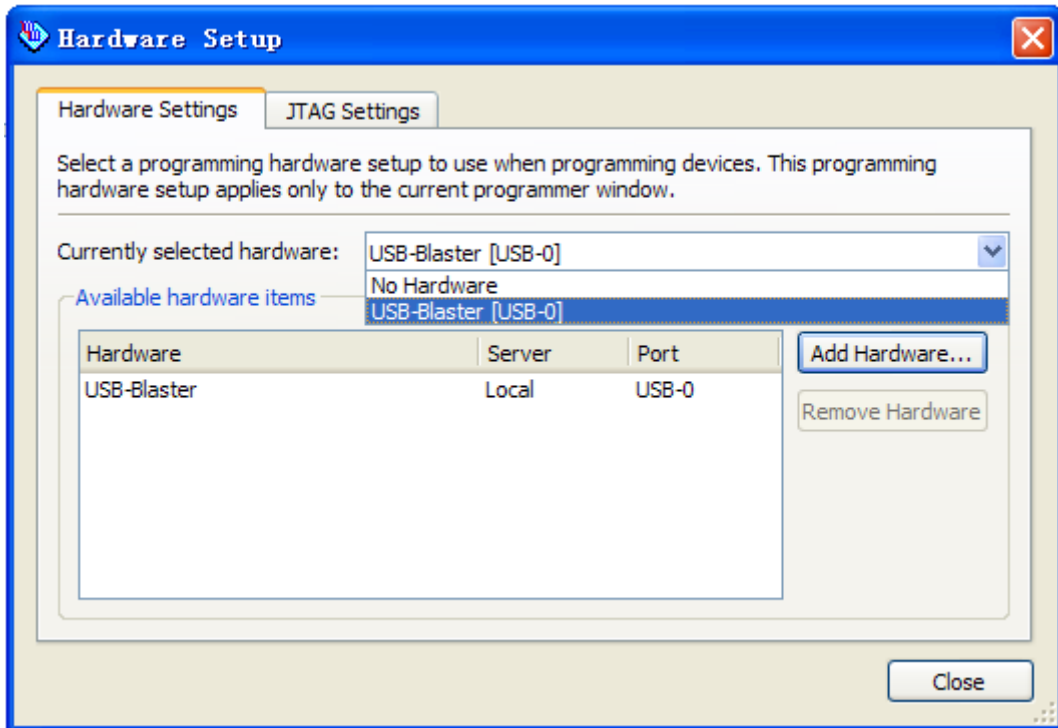 Hardware Setup
Hardware Settings
JTAG Settings
Select a programming hardware setup to use when programming devices. This programming
hardware setup applies only to the current programmer window.
Currently selected hardware:
USB-Blaster [USB-0]
No Hardware
USB-Blaster [USB-0]
Available hardware items
Hardware Server Port
USB-Blaster Local USB-0
Add Hardware...
Remove Hardware
Close